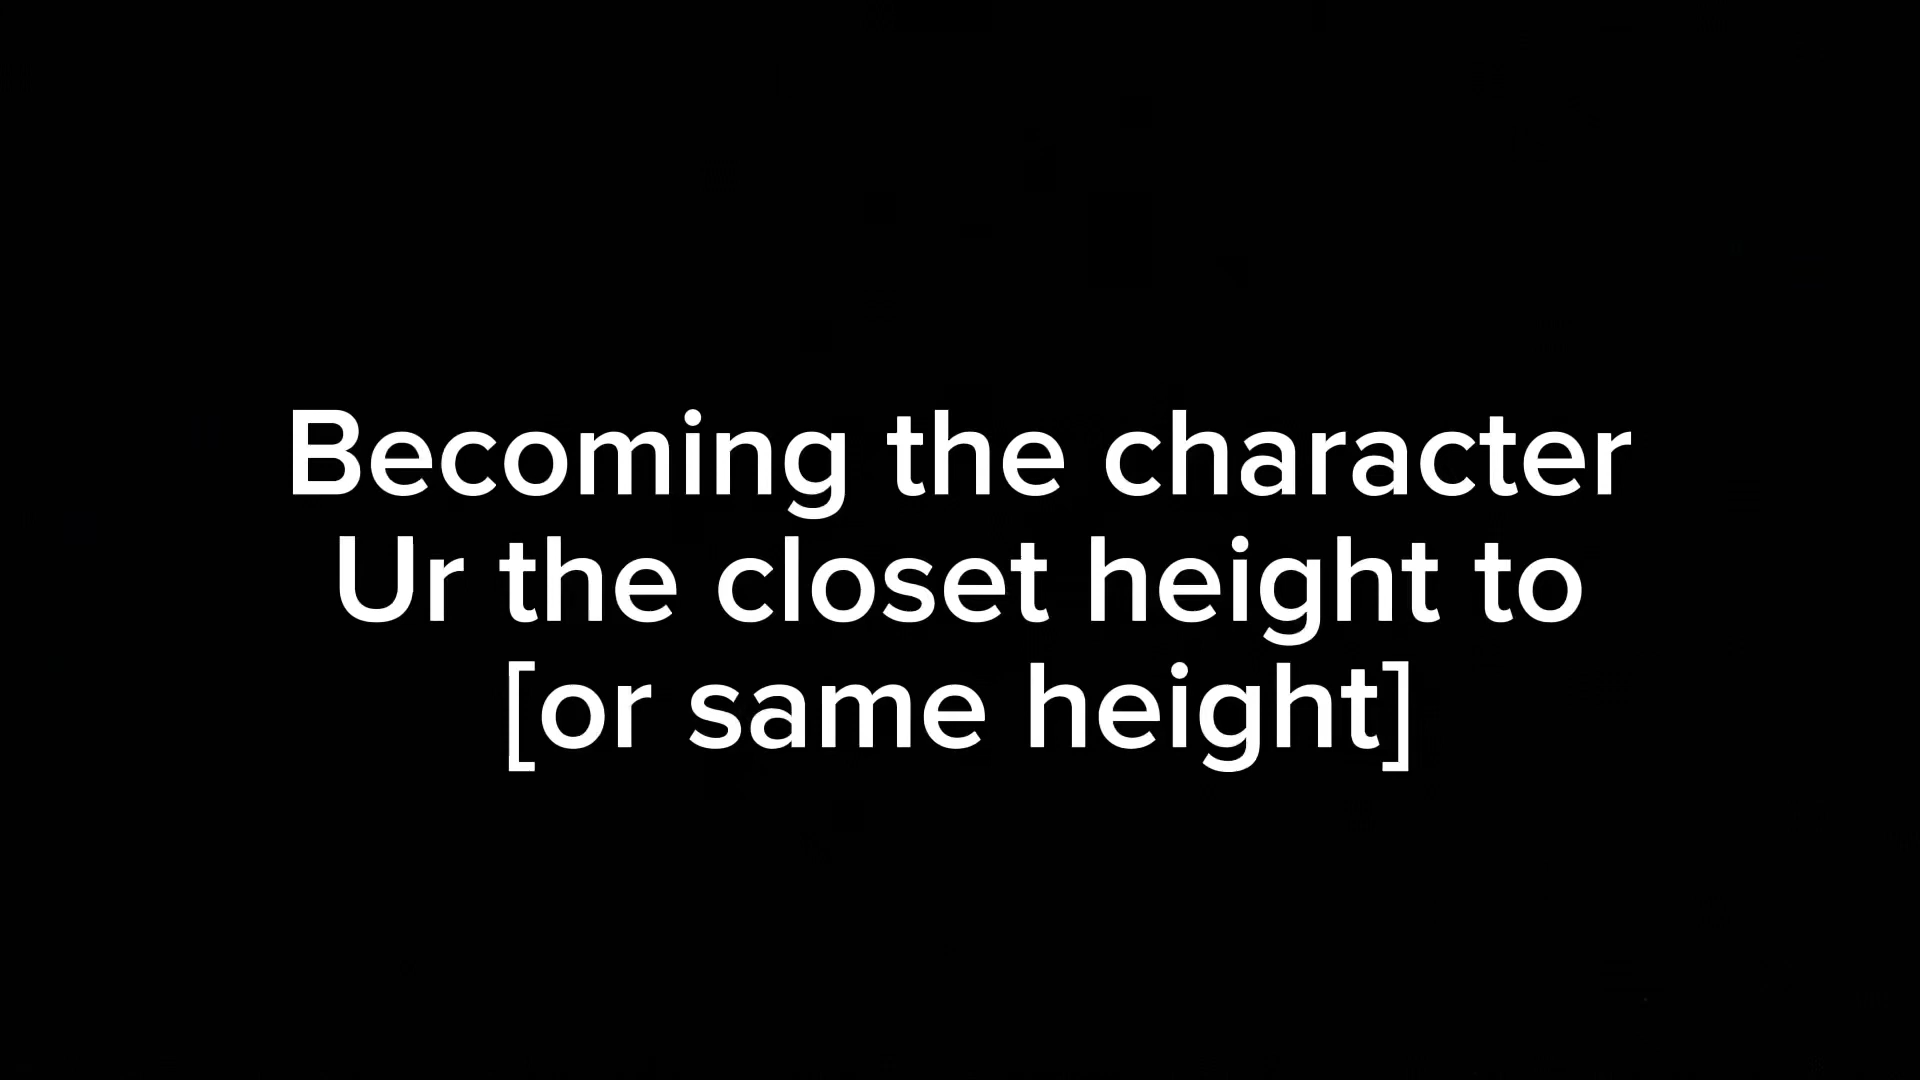 Becoming the character
Ur the closet height to
[or same height]